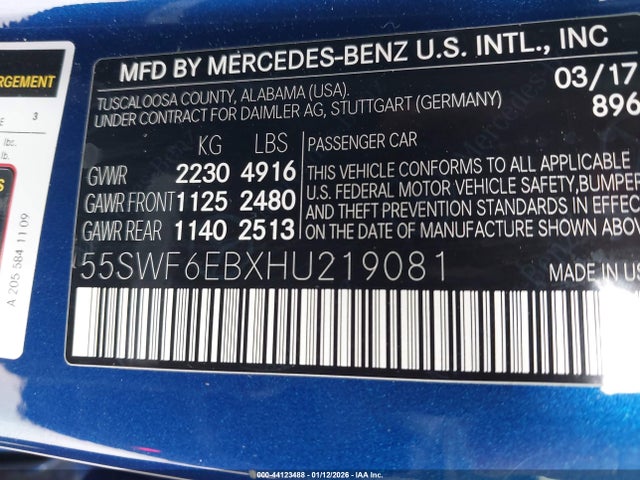 ARGEMENT
E 3
lbs.
lb.
S
A 205 584 11 09
MFD BY MERCEDES-BENZ U.S. INTL., INC
TUSCALOOSA COUNTY, ALABAMA (USA).
UNDER CONTRACT FOR DAIMLER AG, STUTTGART (GERMANY)
03/17
896
KG LBS
GVWR 2230 4916
GAWR FRONT 1125 2480
GAWR REAR 1140 2513
PASSENGER CAR
THIS VEHICLE CONFORMS TO ALL APPLICABLE
U.S. FEDERAL MOTOR VEHICLE SAFETY, BUMPER
AND THEFT PREVENTION STANDARDS IN EFFEC
ON THE DATE OF MANUFACTURE SHOWN ABOV
55SWF6EBXHU219081
MADE IN US
000-44123488 - 01/12/2026 - IAA Inc.